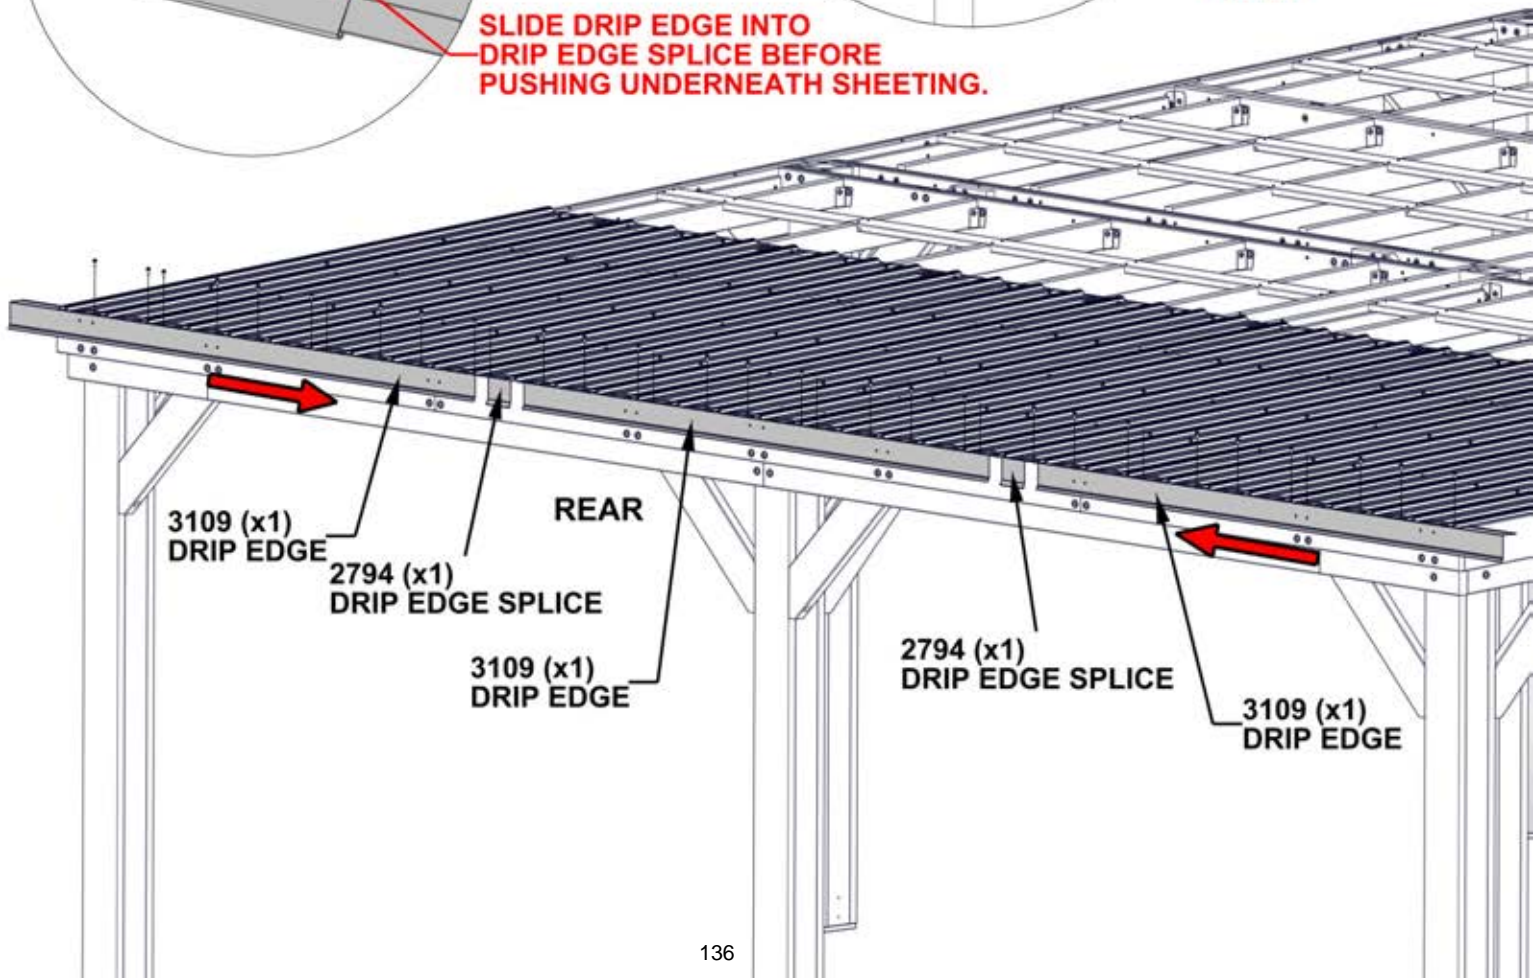 SLIDE DRIP EDGE INTO
DRIP EDGE SPLICE BEFORE
PUSHING UNDERNEATH SHEETING.
3109 (x1)
DRIP EDGE
2794 (x1)
DRIP EDGE SPLICE
REAR
3109 (x1)
DRIP EDGE
2794 (x1)
DRIP EDGE SPLICE
3109 (x1)
DRIP EDGE
136